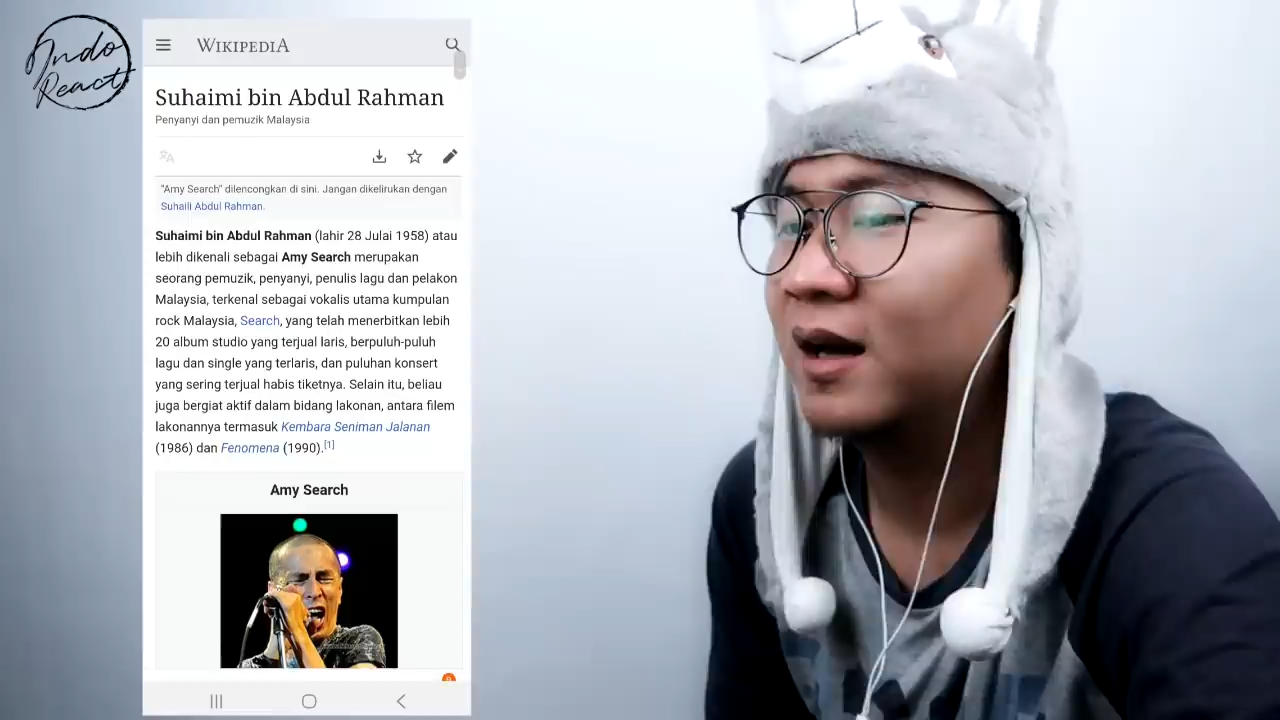 Indo
React
WIKIPEDIA
Suhaimi bin Abdul Rahman
Penyanyi dan pemuzik Malaysia
"Amy Search" dilencongkan di sini. Jangan dikelirukan dengan
Suhaili Abdul Rahman.
Suhaimi bin Abdul Rahman (lahir 28 Julai 1958) atau
lebih dikenali sebagai Amy Search merupakan
seorang pemuzik, penyanyi, penulis lagu dan pelakon
Malaysia, terkenal sebagai vokalis utama kumpulan
rock Malaysia, Search, yang telah menerbitkan lebih
20 album studio yang terjual laris, berpuluh-puluh
lagu dan single yang terlaris, dan puluhan konsert
yang sering terjual habis tiketnya. Selain itu, beliau
juga bergiat aktif dalam bidang lakonan, antara filem
lakonannya termasuk Kembara Seniman Jalanan
(1986) dan Fenomena (1990).[1]
Amy Search